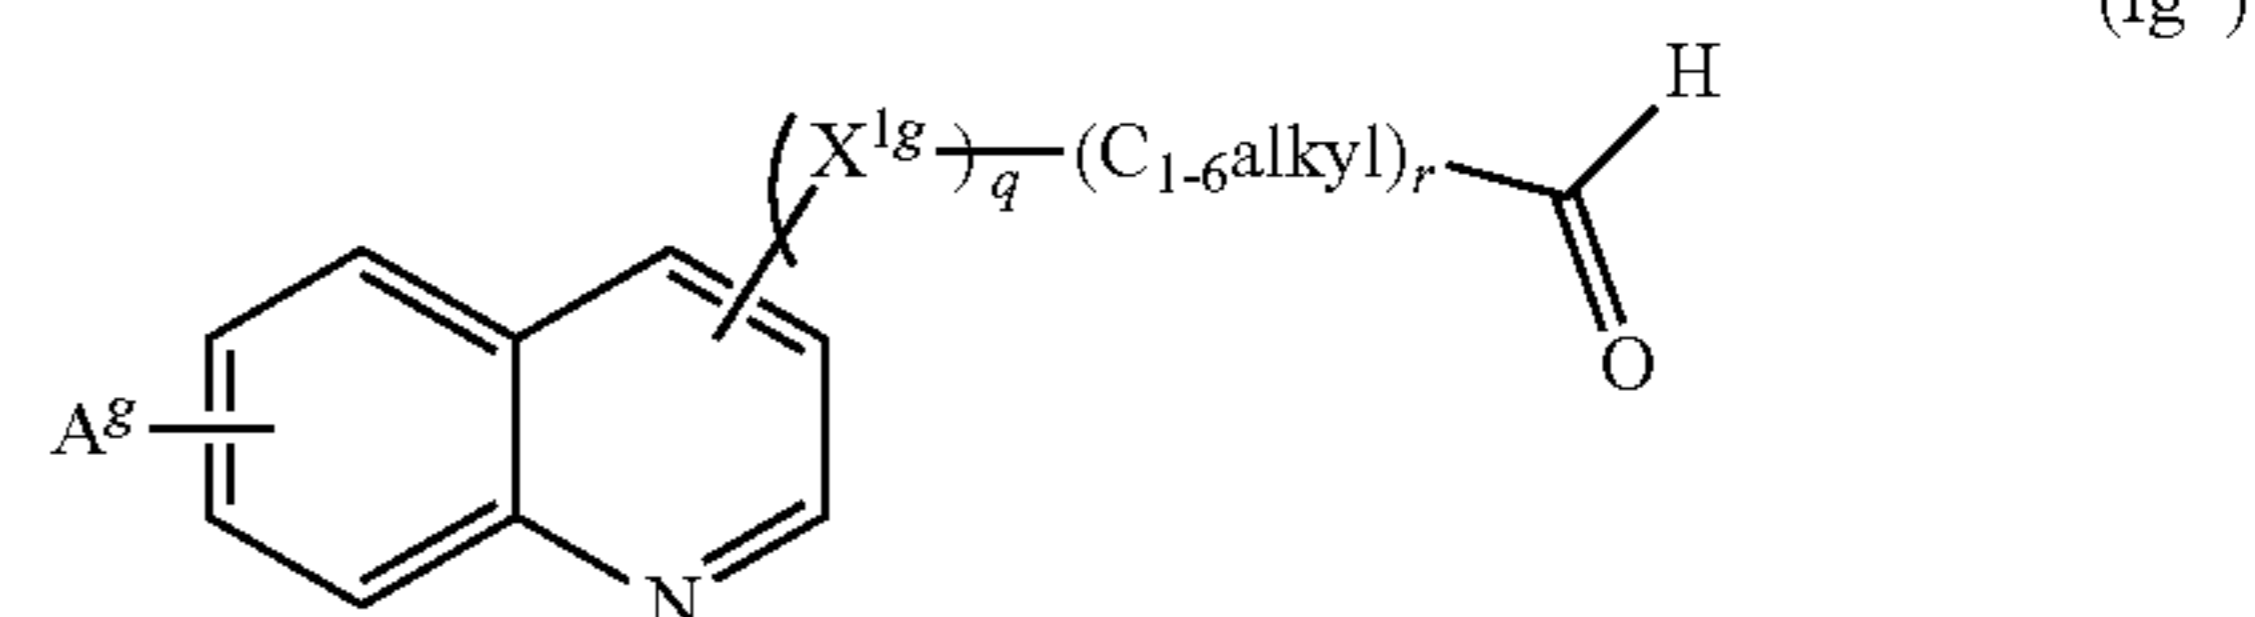 (Ig )
H
(X1g)q—(C1-6alkyl)r
O
Ag
N